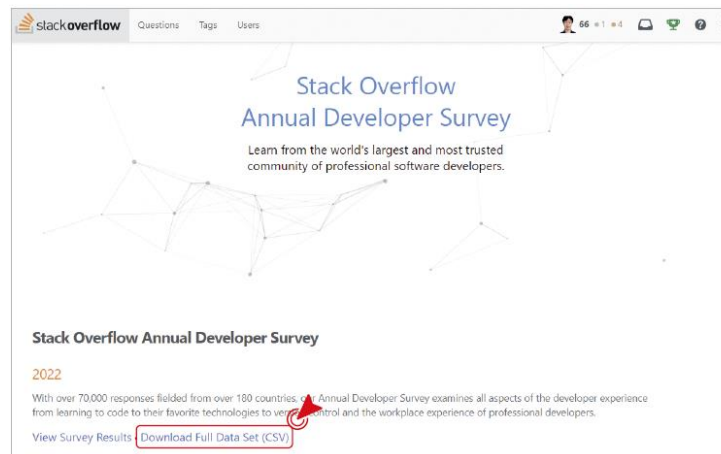 stackoverflow Questions Tags Users 66 1 4
Stack Overflow
Annual Developer Survey
Learn from the world's largest and most trusted
community of professional software developers.
Stack Overflow Annual Developer Survey
2022
With over 70,000 responses fielded from over 180 countries, our Annual Developer Survey examines all aspects of the developer experience
from learning to code to their favorite technologies to ver control and the workplace experience of professional developers.
View Survey Results Download Full Data Set (CSV)